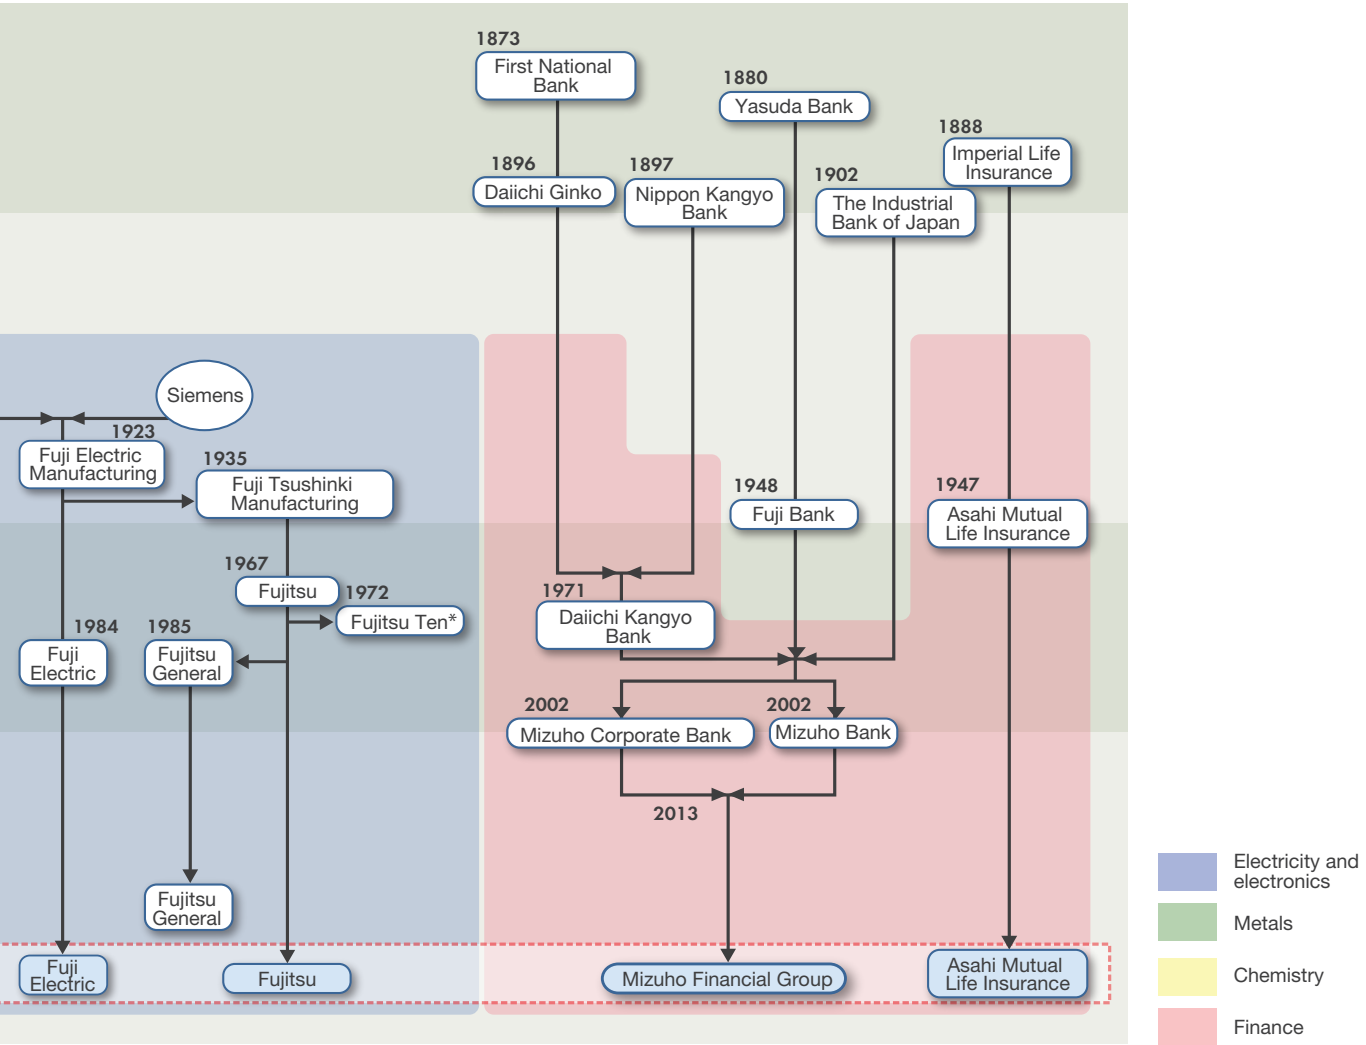 1873
First National
Bank
1880
Yasuda Bank
1888
Imperial Life
Insurance
1896
Daiichi Ginko
1897
Nippon Kangyo
Bank
1902
The Industrial
Bank of Japan
Siemens
1923
Fuji Electric
Manufacturing
1935
Fuji Tsushinki
Manufacturing
1948
Fuji Bank
1947
Asahi Mutual
Life Insurance
1967
Fujitsu
1972
Fujitsu Ten*
1971
Daiichi Kangyo
Bank
1984
Fuji
Electric
1985
Fujitsu
General
2002
Mizuho Corporate Bank
2002
Mizuho Bank
2013
Fujitsu
General
Fuji
Electric
Fujitsu
Mizuho Financial Group
Asahi Mutual
Life Insurance
Electricity and
electronics
Metals
Chemistry
Finance